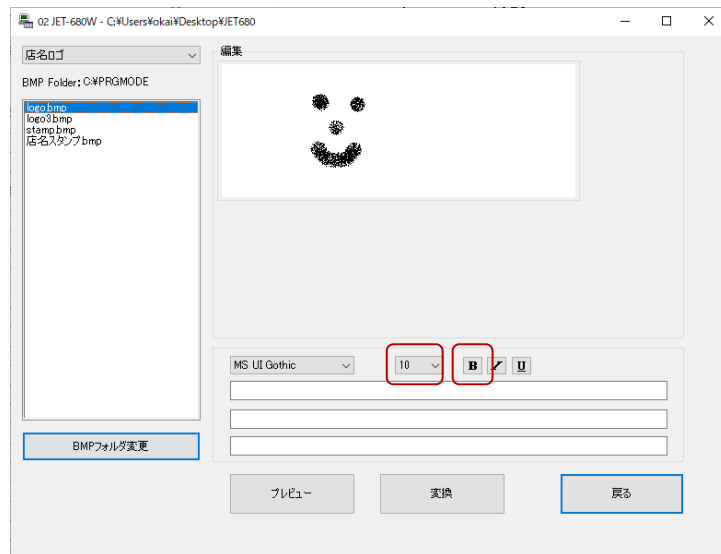 02 JET-680W - C:¥Users¥okai¥Desktop¥JET680
店名ロゴ
編集
BMP Folder: C:¥PRGMODE
logo.bmp
logo3.bmp
stamp.bmp
店名スタンプ.bmp
MS UI Gothic
10
B I U
BMPフォルダ変更
プレビュー
変換
戻る